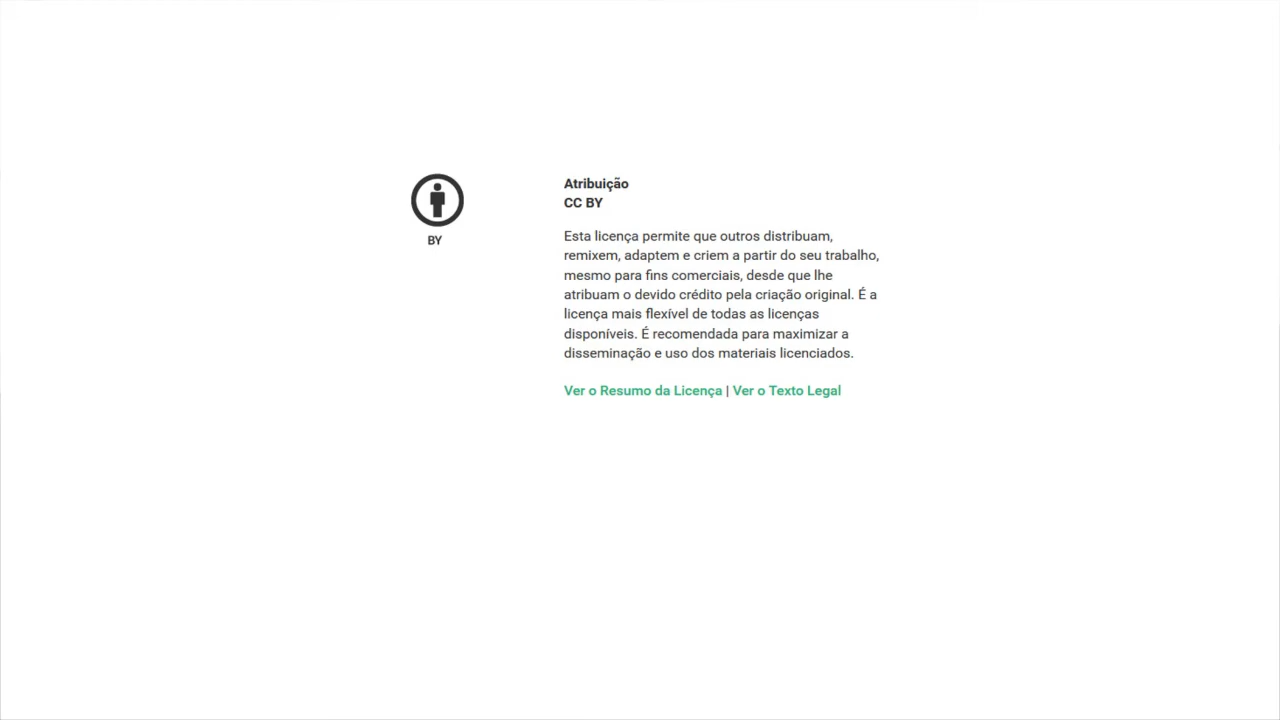 BY
Atribuição
CC BY
Esta licença permite que outros distribuam,
remixem, adaptem e criem a partir do seu trabalho,
mesmo para fins comerciais, desde que lhe
atribuam o devido crédito pela criação original. É a
licença mais flexível de todas as licenças
disponíveis. É recomendada para maximizar a
disseminação e uso dos materiais licenciados.
Ver o Resumo da Licença | Ver o Texto Legal